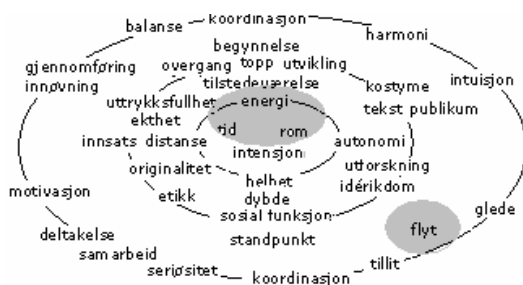 koordinasjon
balanse
harmoni
begynnelse
overgang topp utvikling
gjennomføring
innøvning
intuisjon
tilstedeværelse
kostyme
uttrykksfullhet
energi
tekst publikum
ekthet
tid rom
innsats distanse
autonomi
intensjon
originalitet
utforskning
helhet
idérikdom
motivasjon
etikk
dybde
glede
sosial funksjon
flyt
deltakelse
standpunkt
samarbeid
tillit
seriøsitet
koordinasjon